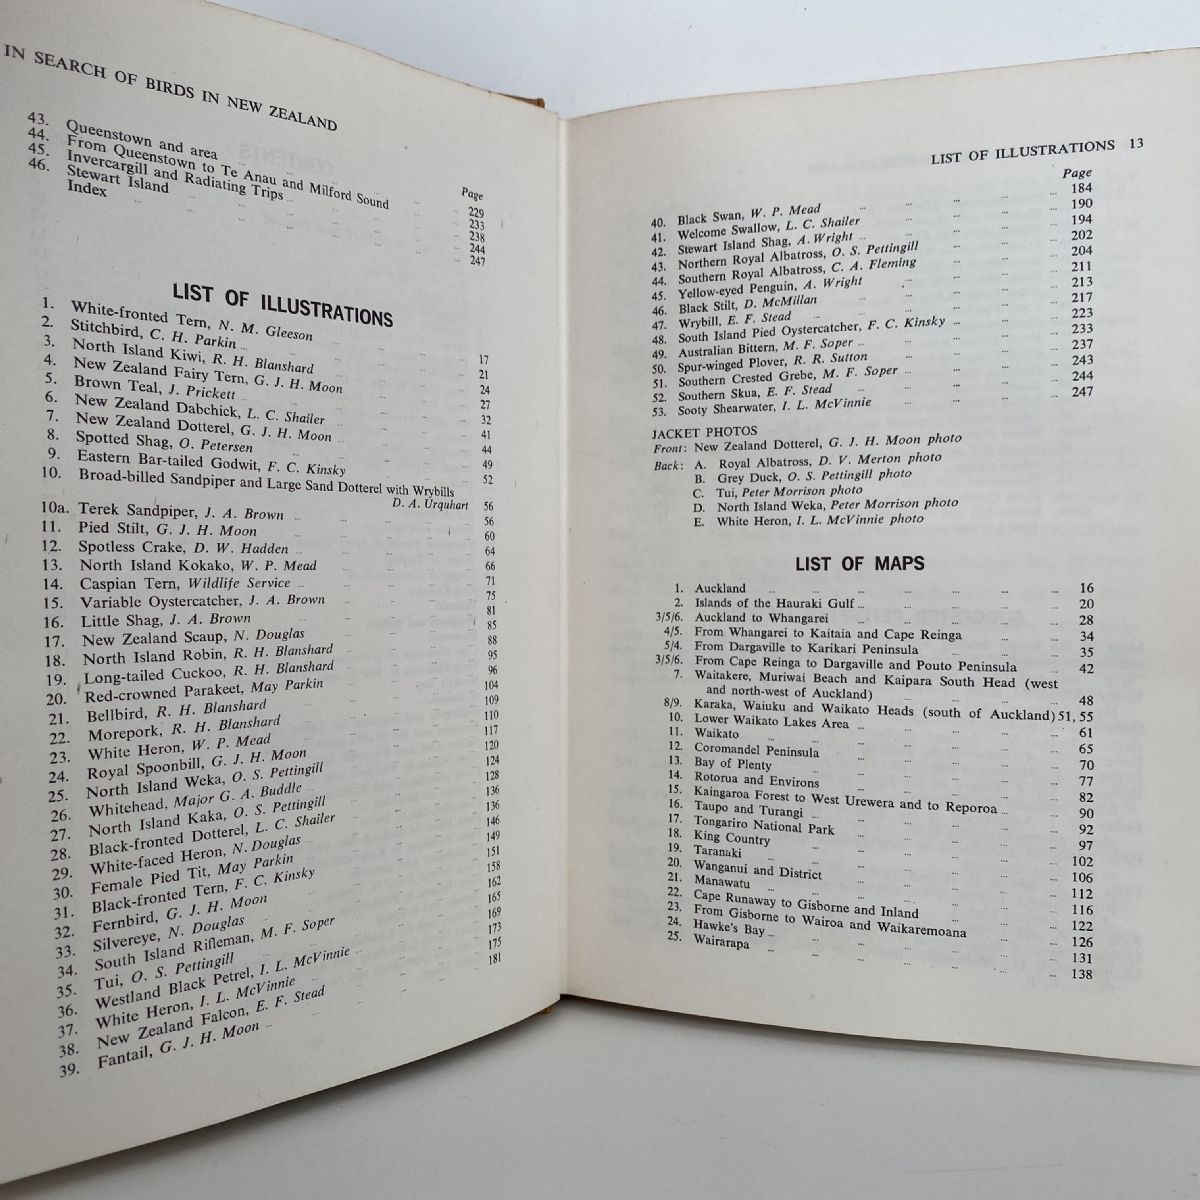 IN SEARCH OF BIRDS IN NEW ZEALAND
Page
43. Queenstown and area 229
44. From Queenstown to Te Anau and Milford Sound 233
45. Invercargill and Radiating Trips 238
46. Stewart Island 244
Index 247
LIST OF ILLUSTRATIONS
1. White-fronted Tern, N. M. Gleeson 17
2. Stitchbird, C. H. Parkin 21
3. North Island Kiwi, R. H. Blanshard 24
4. New Zealand Fairy Tern, G. J. H. Moon 27
5. Brown Teal, J. Prickett 32
6. New Zealand Dabchick, L. C. Shailer 41
7. New Zealand Dotterel, G. J. H. Moon 44
8. Spotted Shag, O. Petersen 49
9. Eastern Bar-tailed Godwit, F. C. Kinsky 52
10. Broad-billed Sandpiper and Large Sand Dotterel with Wrybills
D. A. Urquhart 56
10a. Terek Sandpiper, J. A. Brown 56
11. Pied Stilt, G. J. H. Moon 60
12. Spotless Crake, D. W. Hadden 64
13. North Island Kokako, W. P. Mead 66
14. Caspian Tern, Wildlife Service 71
15. Variable Oystercatcher, J. A. Brown 75
16. Little Shag, J. A. Brown 81
17. New Zealand Scaup, N. Douglas 85
18. North Island Robin, R. H. Blanshard 88
19. Long-tailed Cuckoo, R. H. Blanshard 95
20. Red-crowned Parakeet, May Parkin 96
21. Bellbird, R. H. Blanshard 104
22. Morepork, R. H. Blanshard 109
23. White Heron, W. P. Mead 110
24. Royal Spoonbill, G. J. H. Moon 117
25. North Island Weka, O. S. Pettingill 120
26. Whitehead, Major G. A. Buddle 124
27. North Island Kaka, O. S. Pettingill 128
28. Black-fronted Dotterel, L. C. Shailer 136
29. White-faced Heron, N. Douglas 136
30. Female Pied Tit, May Parkin 146
31. Black-fronted Tern, F. C. Kinsky 149
32. Fernbird, G. J. H. Moon 151
33. Silvereye, N. Douglas 158
34. South Island Rifleman, M. F. Soper 162
35. Tui, O. S. Pettingill 165
36. Westland Black Petrel, I. L. McVinnie 169
37. White Heron, I. L. McVinnie 173
38. New Zealand Falcon, E. F. Stead 175
39. Fantail, G. J. H. Moon 181
LIST OF ILLUSTRATIONS 13
Page
40. Black Swan, W. P. Mead 184
41. Welcome Swallow, L. C. Shailer 190
42. Stewart Island Shag, A. Wright 194
43. Northern Royal Albatross, O. S. Pettingill 202
44. Southern Royal Albatross, C. A. Fleming 204
45. Yellow-eyed Penguin, A. Wright 211
46. Black Stilt, D. McMillan 213
47. Wrybill, E. F. Stead 217
48. South Island Pied Oystercatcher, F. C. Kinsky 223
49. Australian Bittern, M. F. Soper 233
50. Spur-winged Plover, R. R. Sutton 237
51. Southern Crested Grebe, M. F. Soper 243
52. Southern Skua, E. F. Stead 244
53. Sooty Shearwater, I. L. McVinnie 247
JACKET PHOTOS
Front: New Zealand Dotterel, G. J. H. Moon photo
Back: A. Royal Albatross, D. V. Merton photo
B. Grey Duck, O. S. Pettingill photo
C. Tui, Peter Morrison photo
D. North Island Weka, Peter Morrison photo
E. White Heron, I. L. McVinnie photo
LIST OF MAPS
1. Auckland 16
2. Islands of the Hauraki Gulf 20
3/5/6. Auckland to Whangarei 28
4/5. From Whangarei to Kaitaia and Cape Reinga 34
5/4. From Dargaville to Karikari Peninsula 35
3/5/6. From Cape Reinga to Dargaville and Pouto Peninsula 42
7. Waitakere, Muriwai Beach and Kaipara South Head (west
and north-west of Auckland) 48
8/9. Karaka, Waiuku and Waikato Heads (south of Auckland) 51, 55
10. Lower Waikato Lakes Area 61
11. Waikato 65
12. Coromandel Peninsula 70
13. Bay of Plenty 77
14. Rotorua and Environs 82
15. Kaingaroa Forest to West Urewera and to Reporoa 90
16. Taupo and Turangi 92
17. Tongariro National Park 97
18. King Country 102
19. Taranaki 106
20. Wanganui and District 112
21. Manawatu 116
22. Cape Runaway to Gisborne and Inland 122
23. From Gisborne to Wairoa and Waikaremoana 126
24. Hawke's Bay 131
25. Wairarapa 138